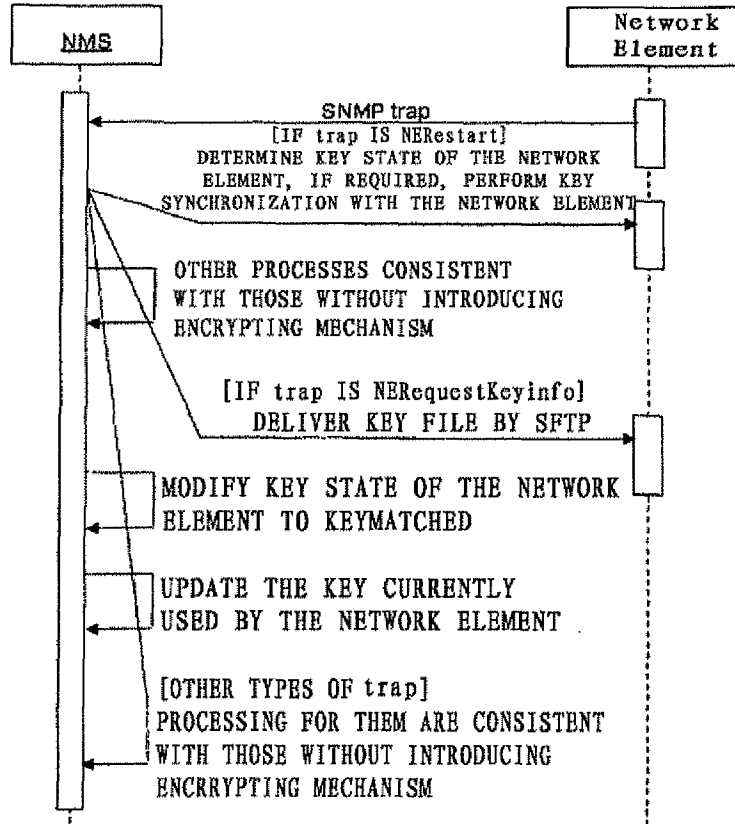 NMS
Network
Element
SNMP trap
[IF trap IS NERestart]
DETERMINE KEY STATE OF THE NETWORK
ELEMENT, IF REQUIRED, PERFORM KEY
SYNCHRONIZATION WITH THE NETWORK ELEMENT
OTHER PROCESSES CONSISTENT
WITH THOSE WITHOUT INTRODUCING
ENCRYPTING MECHANISM
[IF trap IS NERequestKeyinfo]
DELIVER KEY FILE BY SFTP
MODIFY KEY STATE OF THE NETWORK
ELEMENT TO KEYMATCHED
UPDATE THE KEY CURRENTLY
USED BY THE NETWORK ELEMENT
[OTHER TYPES OF trap]
PROCESSING FOR THEM ARE CONSISTENT
WITH THOSE WITHOUT INTRODUCING
ENCRRYPTING MECHANISM